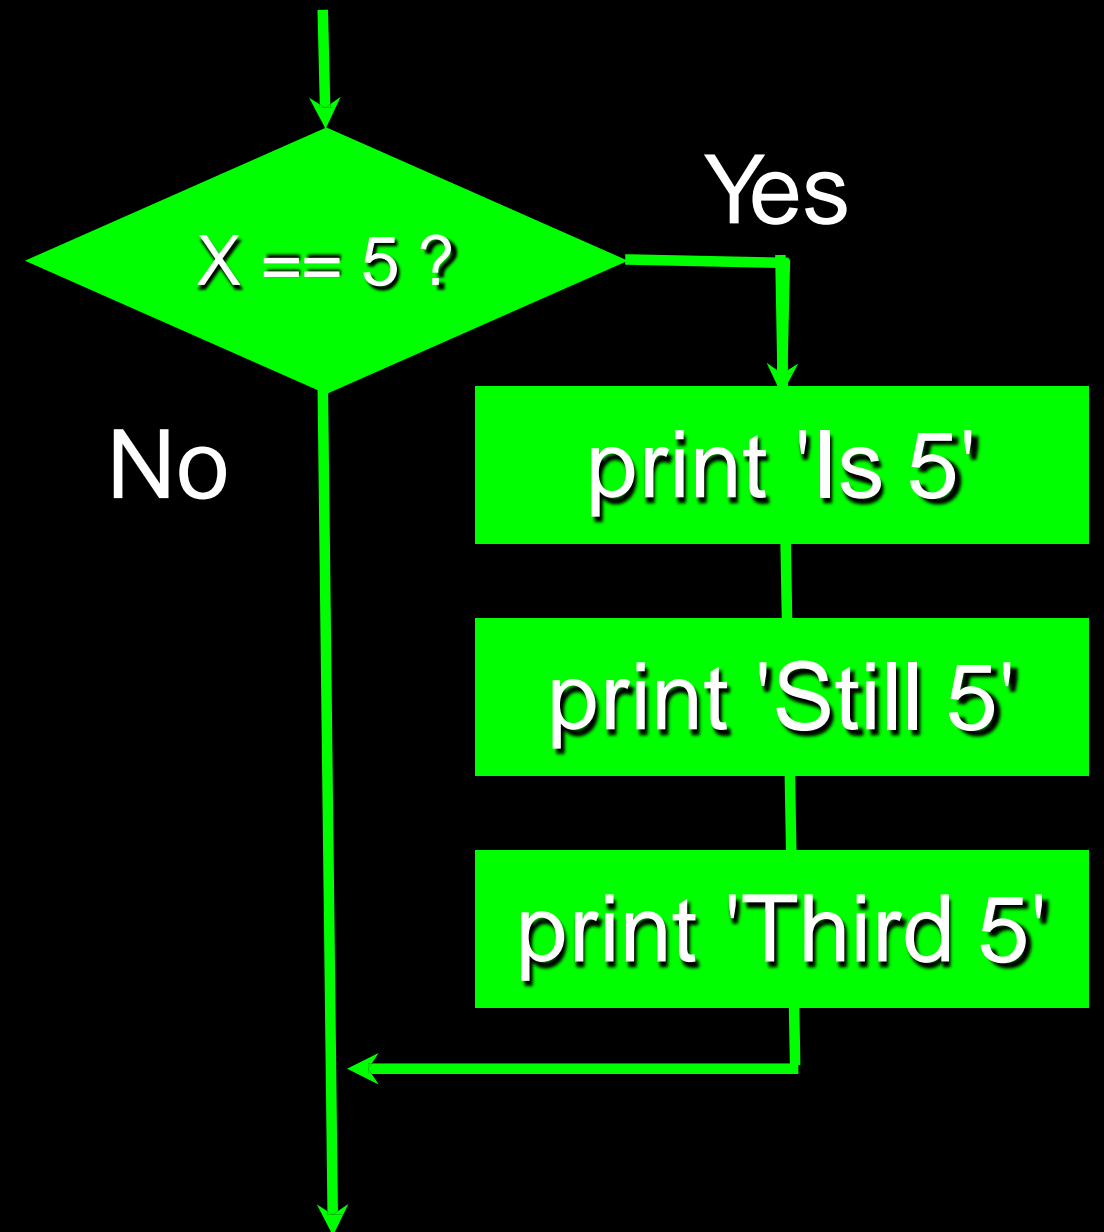 Yes
X == 5 ?
No
print 'Is 5'
print 'Still 5'
print 'Third 5'